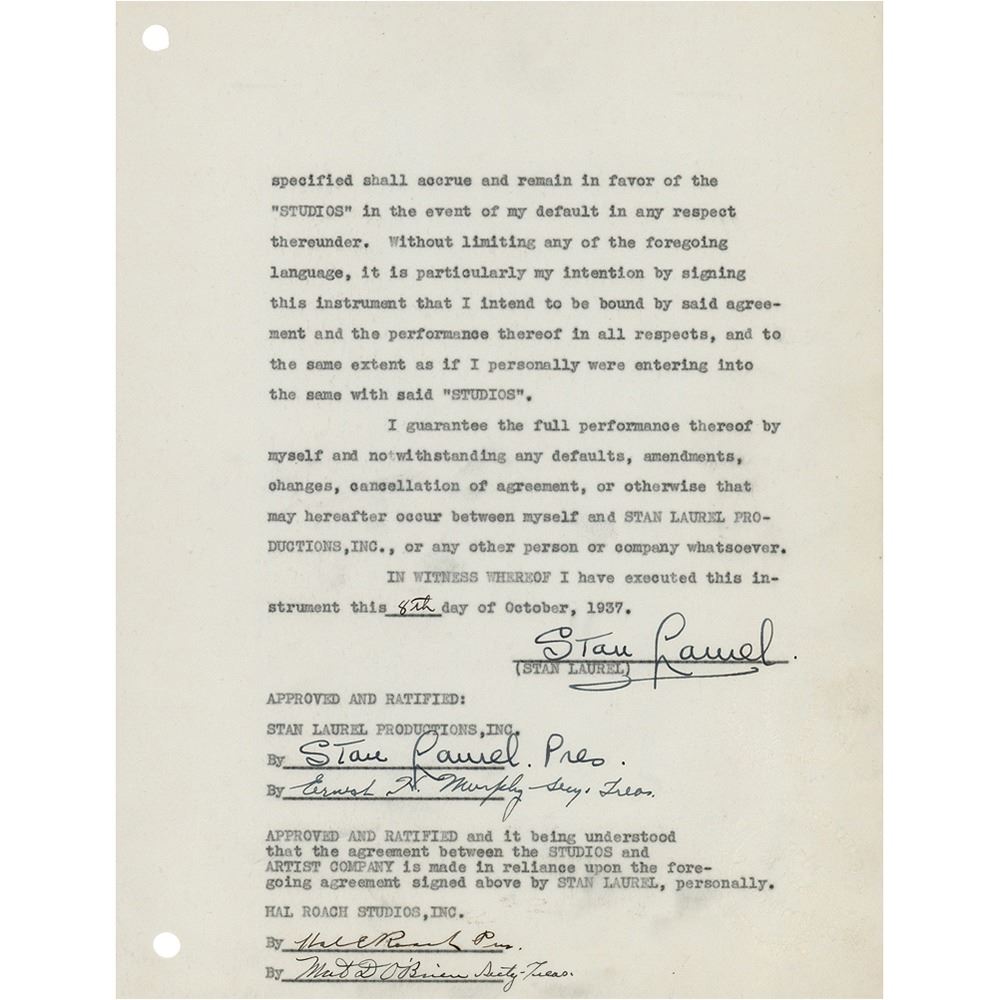 specified shall accrue and remain in favor of the
"STUDIOS" in the event of my default in any respect
thereunder. Without limiting any of the foregoing
language, it is particularly my intention by signing
this instrument that I intend to be bound by said agree-
ment and the performance thereof in all respects, and to
the same extent as if I personally were entering into
the same with said "STUDIOS".
I guarantee the full performance thereof by
myself and notwithstanding any defaults, amendments,
changes, cancellation of agreement, or otherwise that
may hereafter occur between myself and STAN LAUREL PRO-
DUCTIONS,INC., or any other person or company whatsoever.
IN WITNESS WHEREOF I have executed this in-
strument this 8th day of October, 1937.
Stan Laurel.
(STAN LAUREL)
APPROVED AND RATIFIED:
STAN LAUREL PRODUCTIONS,INC.
By Stan Laurel. Pres.
By Ernest H. Murphy Secy. Treas.
APPROVED AND RATIFIED and it being understood
that the agreement between the STUDIOS and
ARTIST COMPANY is made in reliance upon the fore-
going agreement signed above by STAN LAUREL, personally.
HAL ROACH STUDIOS,INC.
By Hal E Roach Pres.
By Mat D O'Brien Secty-Treas.